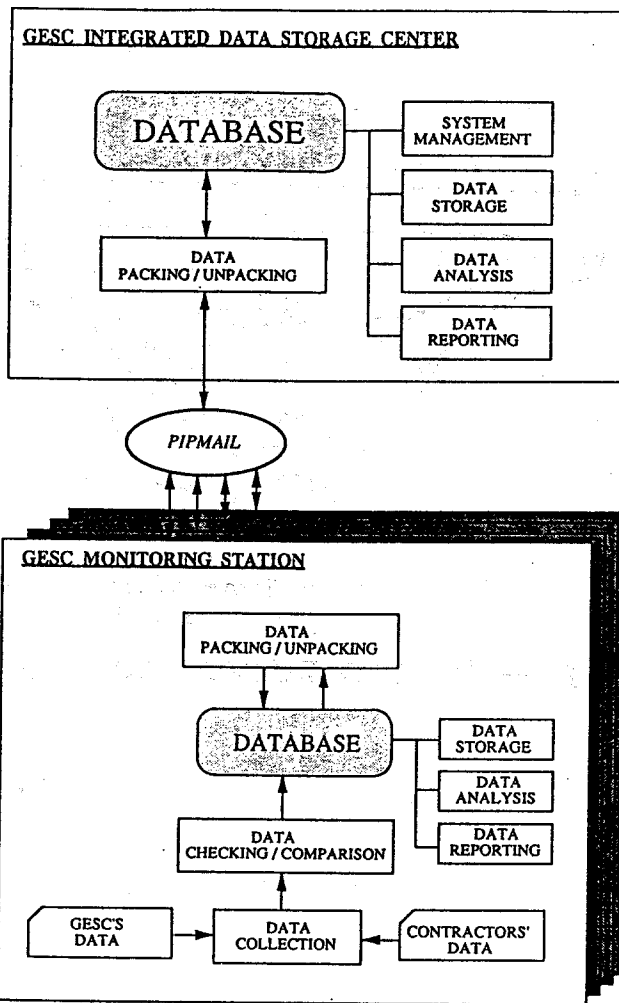 GESC INTEGRATED DATA STORAGE CENTER
DATABASE
SYSTEM
MANAGEMENT
DATA
STORAGE
DATA
PACKING / UNPACKING
DATA
ANALYSIS
DATA
REPORTING
PIPMAIL
GESC MONITORING STATION
DATA
PACKING / UNPACKING
DATABASE
DATA
STORAGE
DATA
ANALYSIS
DATA
REPORTING
DATA
CHECKING / COMPARISON
GESC'S
DATA
DATA
COLLECTION
CONTRACTORS'
DATA